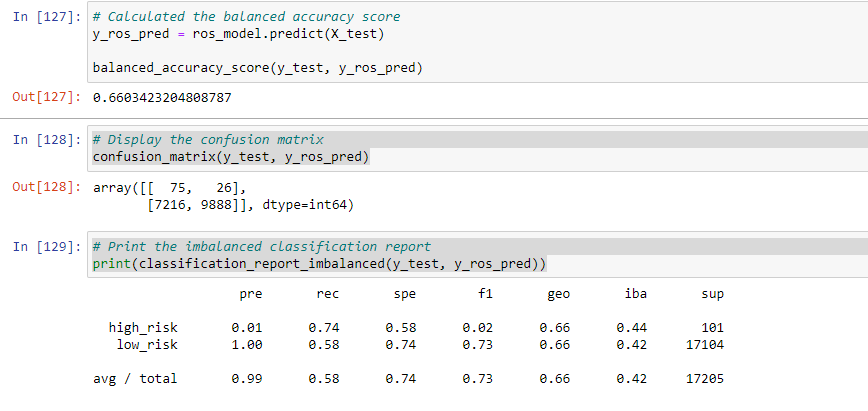 In [127]: # Calculated the balanced accuracy score
y_ros_pred = ros_model.predict(X_test)
balanced_accuracy_score(y_test, y_ros_pred)
Out[127]: 0.6603423204808787
In [128]: # Display the confusion matrix
confusion_matrix(y_test, y_ros_pred)
Out[128]: array([[  75,   26],
[7216, 9888]], dtype=int64)
In [129]: # Print the imbalanced classification report
print(classification_report_imbalanced(y_test, y_ros_pred))
pre rec spe f1 geo iba sup
high_risk 0.01 0.74 0.58 0.02 0.66 0.44 101
low_risk 1.00 0.58 0.74 0.73 0.66 0.42 17104
avg / total 0.99 0.58 0.74 0.73 0.66 0.42 17205